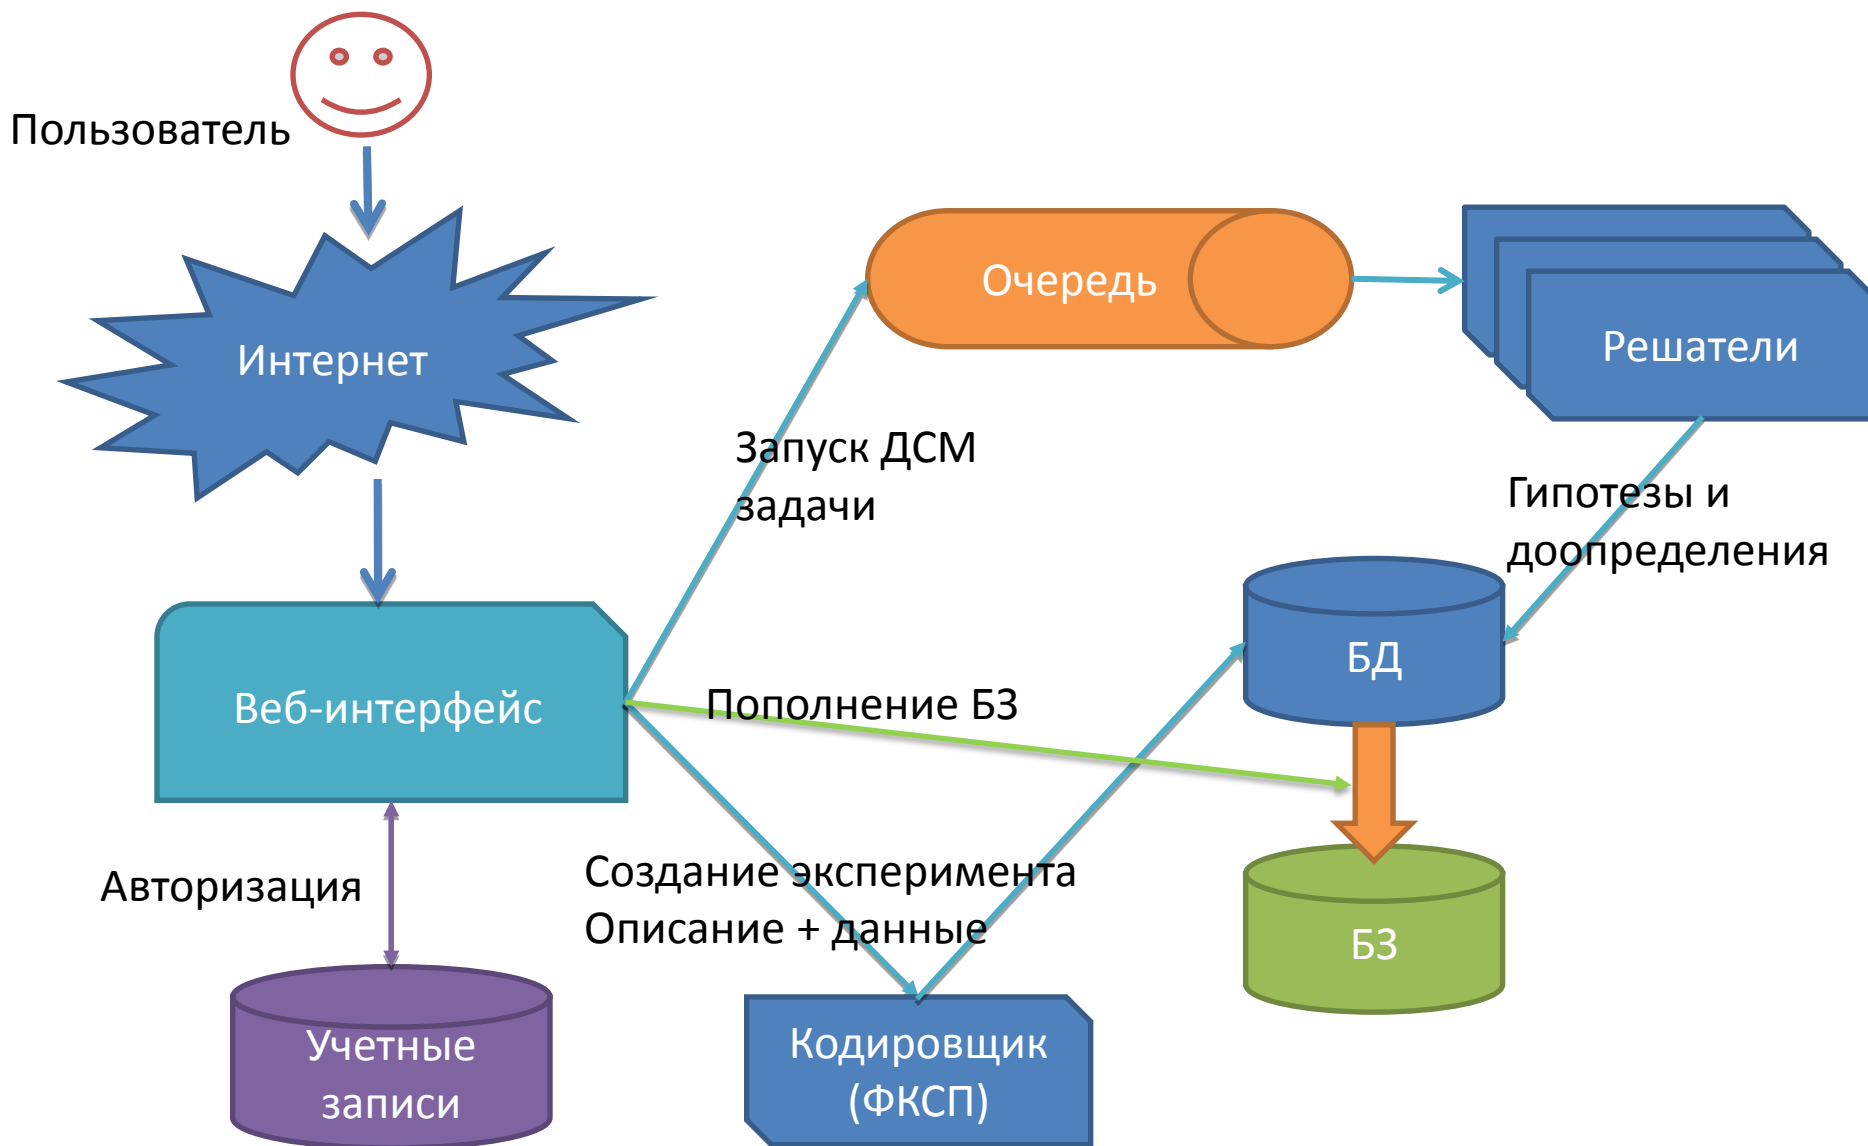 Пользователь
Интернет
Очередь
Решатели
Запуск ДСМ
задачи
Гипотезы и
доопределения
БД
Веб-интерфейс
Пополнение БЗ
Авторизация
Создание эксперимента
Описание + данные
БЗ
Учетные
записи
Кодировщик
(ФКСП)